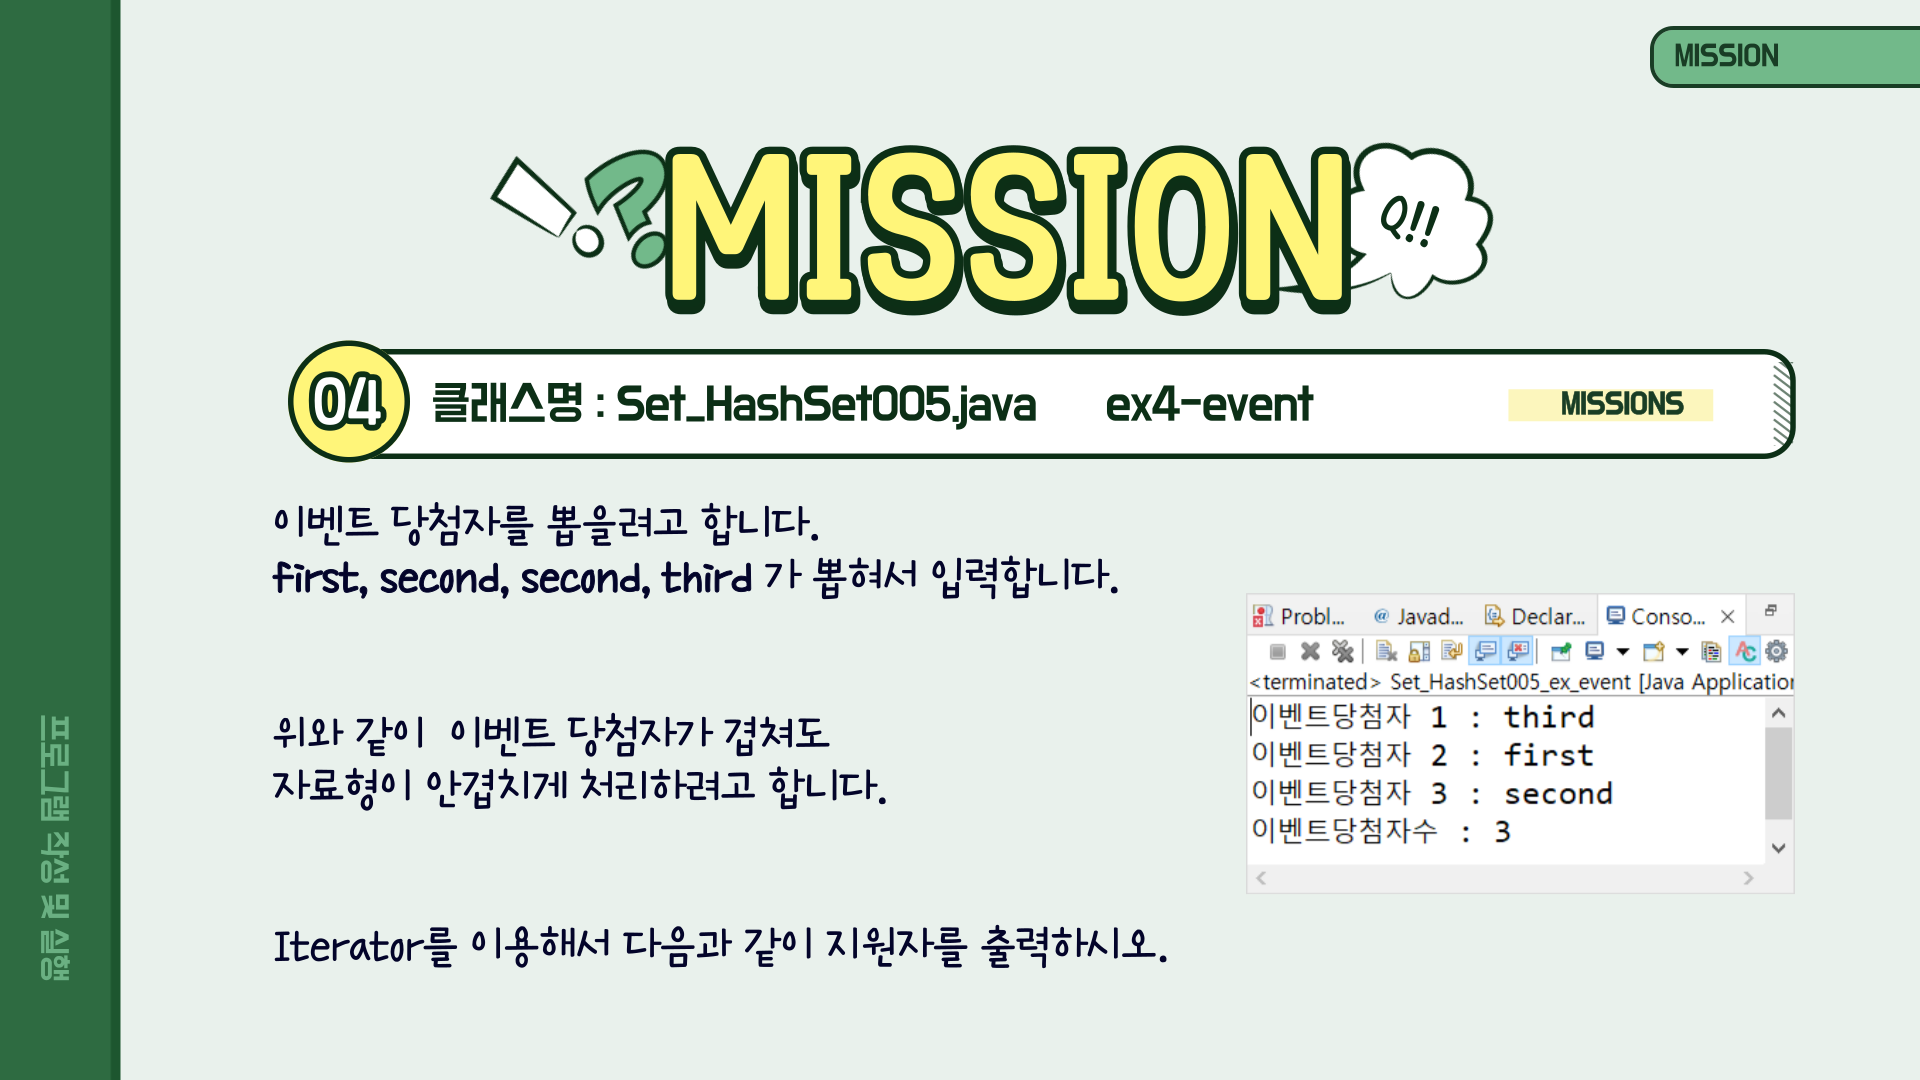 MISSION
MISSION
Q!!
04 클래스명 : Set_HashSet005.java ex4-event MISSIONS
이벤트 당첨자를 뽑을려고 합니다.
first, second, second, third 가 뽑혀서 입력합니다.
위와 같이 이벤트 당첨자가 겹쳐도
자료형이 안겹치게 처리하려고 합니다.
Iterator를 이용해서 다음과 같이 지원자를 출력하시오.
Probl... @ Javad... Declar... Conso...
<terminated> Set_HashSet005_ex_event [Java Application
이벤트당첨자 1 : third
이벤트당첨자 2 : first
이벤트당첨자 3 : second
이벤트당첨자수 : 3
프로그램 작성 및 실행